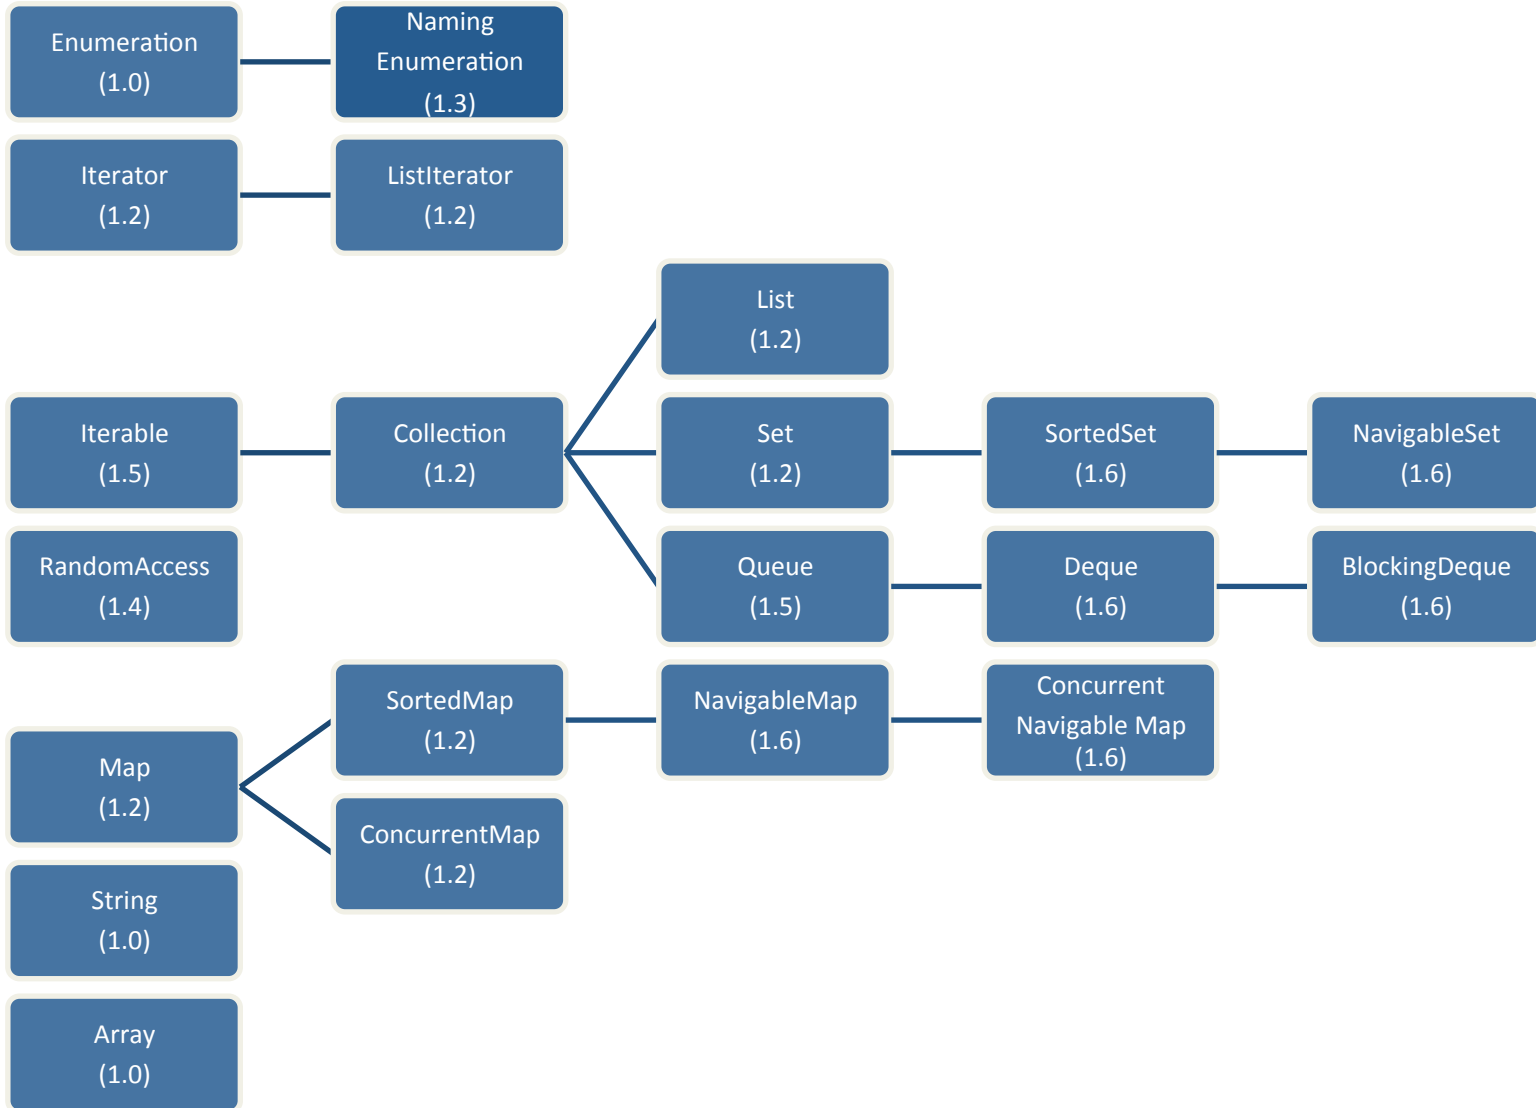 Enumeration
(1.0)
Naming
Enumeration
(1.3)
Iterator
(1.2)
ListIterator
(1.2)
List
(1.2)
Iterable
(1.5)
Collection
(1.2)
Set
(1.2)
SortedSet
(1.6)
NavigableSet
(1.6)
RandomAccess
(1.4)
Queue
(1.5)
Deque
(1.6)
BlockingDeque
(1.6)
SortedMap
(1.2)
NavigableMap
(1.6)
Concurrent
Navigable Map
(1.6)
Map
(1.2)
ConcurrentMap
(1.2)
String
(1.0)
Array
(1.0)